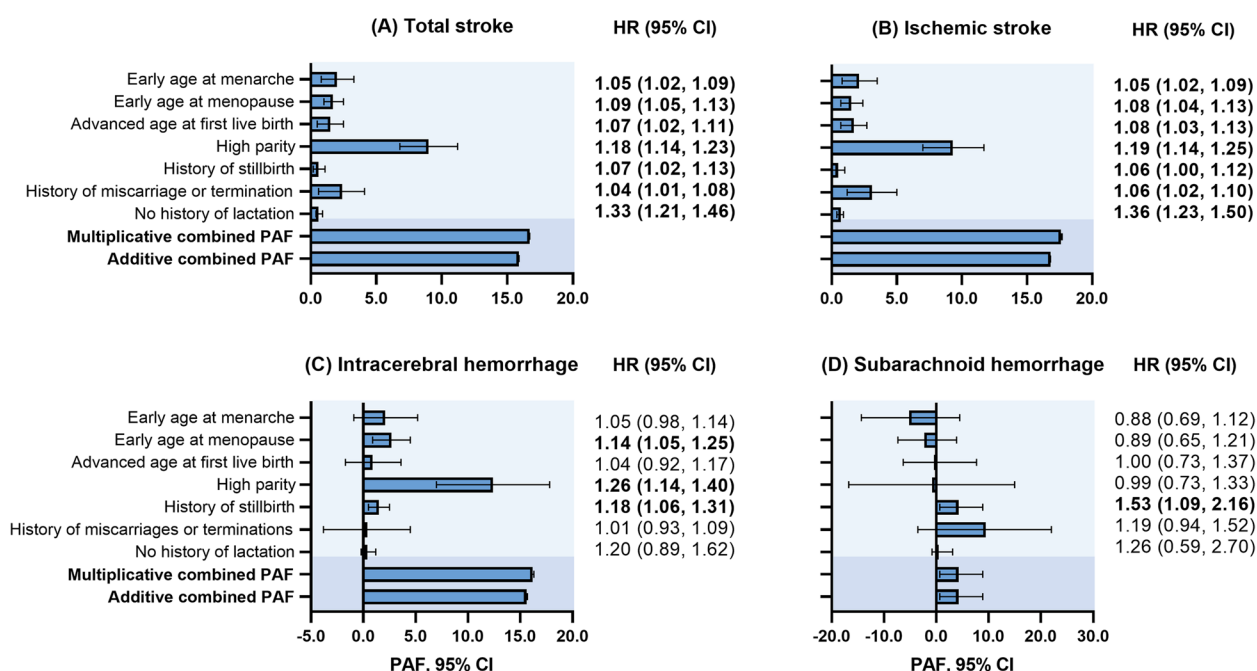 (A) Total stroke HR (95% CI)
Early age at menarche 1.05 (1.02, 1.09)
Early age at menopause 1.09 (1.05, 1.13)
Advanced age at first live birth 1.07 (1.02, 1.11)
High parity 1.18 (1.14, 1.23)
History of stillbirth 1.07 (1.02, 1.13)
History of miscarriage or termination 1.04 (1.01, 1.08)
No history of lactation 1.33 (1.21, 1.46)
Multiplicative combined PAF
Additive combined PAF
0.0 5.0 10.0 15.0 20.0
(B) Ischemic stroke HR (95% CI)
1.05 (1.02, 1.09)
1.08 (1.04, 1.13)
1.08 (1.03, 1.13)
1.19 (1.14, 1.25)
1.06 (1.00, 1.12)
1.06 (1.02, 1.10)
1.36 (1.23, 1.50)
0.0 5.0 10.0 15.0 20.0
(C) Intracerebral hemorrhage HR (95% CI)
Early age at menarche 1.05 (0.98, 1.14)
Early age at menopause 1.14 (1.05, 1.25)
Advanced age at first live birth 1.04 (0.92, 1.17)
High parity 1.26 (1.14, 1.40)
History of stillbirth 1.18 (1.06, 1.31)
History of miscarriages or terminations 1.01 (0.93, 1.09)
No history of lactation 1.20 (0.89, 1.62)
Multiplicative combined PAF
Additive combined PAF
-5.0 0.0 5.0 10.0 15.0 20.0
PAF, 95% CI
(D) Subarachnoid hemorrhage HR (95% CI)
0.88 (0.69, 1.12)
0.89 (0.65, 1.21)
1.00 (0.73, 1.37)
0.99 (0.73, 1.33)
1.53 (1.09, 2.16)
1.19 (0.94, 1.52)
1.26 (0.59, 2.70)
-20.0 -10.0 0.0 10.0 20.0 30.0
PAF, 95% CI